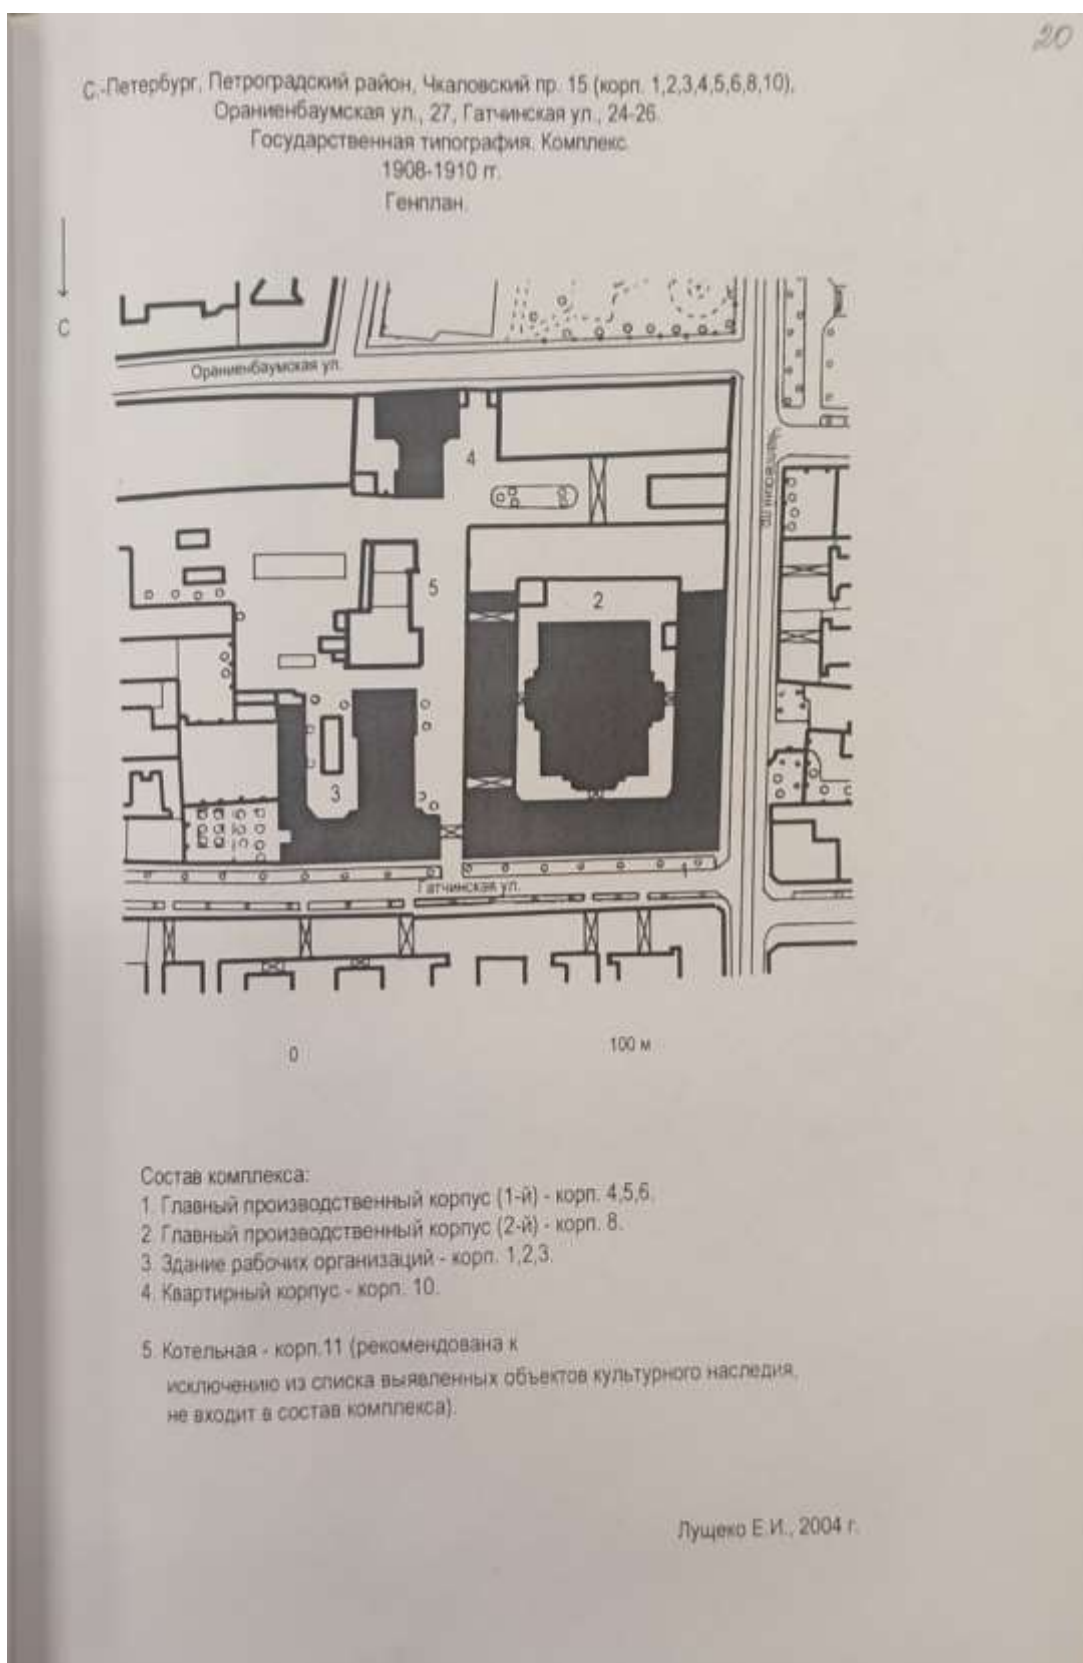 20
С.-Петербург, Петроградский район, Чкаловский пр. 15 (корп. 1,2,3,4,5,6,8,10),
Ораниенбаумская ул., 27, Гатчинская ул., 24-26.
Государственная типография. Комплекс.
1908-1910 гг.
Генплан.
С
Ораниенбаумская ул.
Чкаловский пр.
4
5
2
3
1
Гатчинская ул.
0
100 м
Состав комплекса:
1. Главный производственный корпус (1-й) - корп. 4,5,6.
2. Главный производственный корпус (2-й) - корп. 8.
3. Здание рабочих организаций - корп. 1,2,3.
4. Квартирный корпус - корп. 10.
5. Котельная - корп.11 (рекомендована к
исключению из списка выявленных объектов культурного наследия,
не входит в состав комплекса).
Лущеко Е.И., 2004 г.